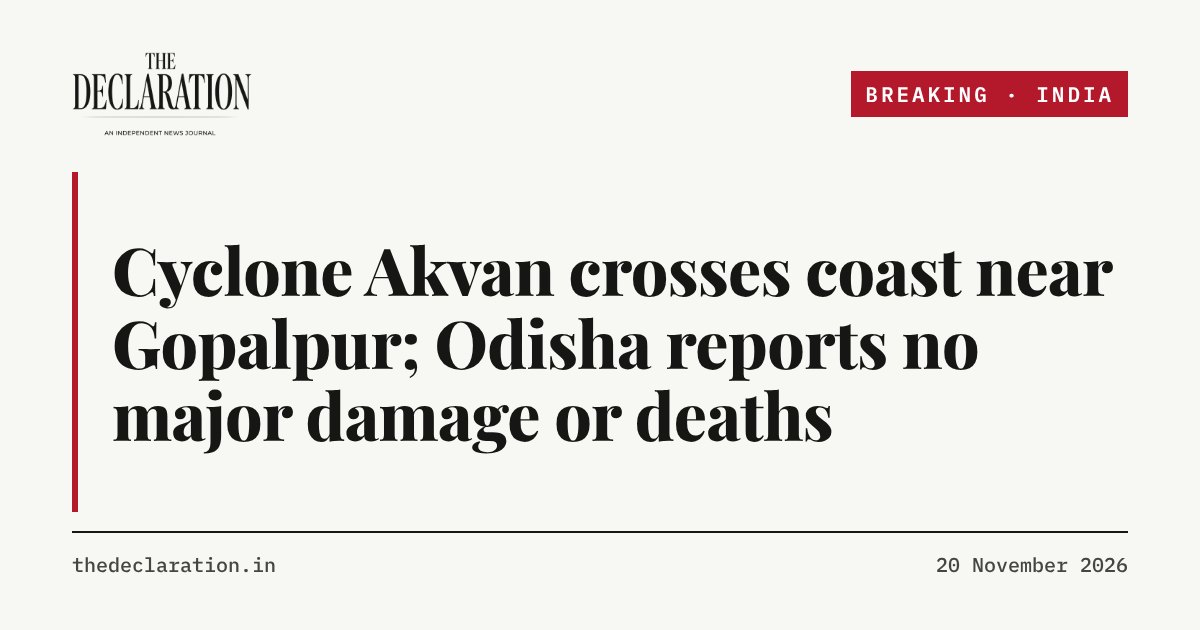 THE
DECLARATION
AN INDEPENDENT NEWS JOURNAL
BREAKING · INDIA
Cyclone Akvan crosses coast near
Gopalpur; Odisha reports no
major damage or deaths
thedeclaration.in
20 November 2026